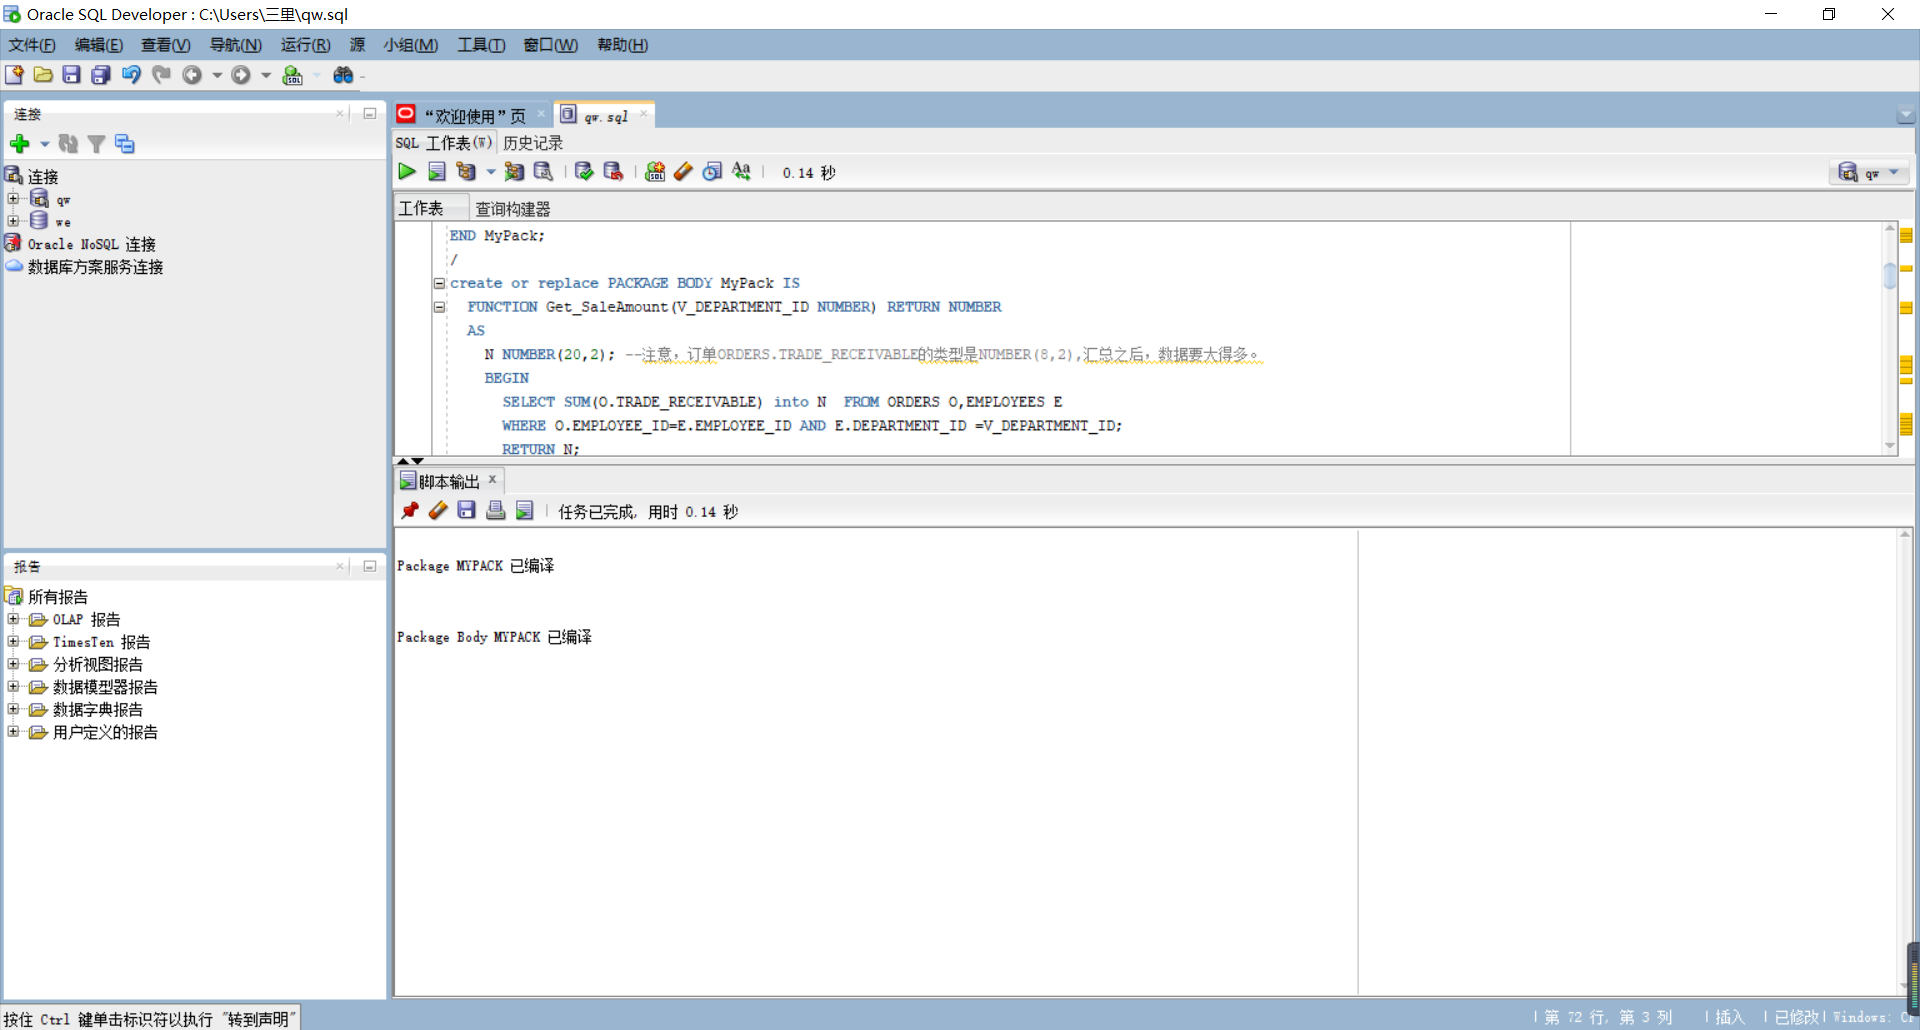 Oracle SQL Developer : C:\Users\三里\qw.sql
文件(F) 编辑(E) 查看(V) 导航(N) 运行(R) 源 小组(M) 工具(T) 窗口(W) 帮助(H)
连接
连接
qw
we
Oracle NoSQL 连接
数据库方案服务连接
报告
所有报告
OLAP 报告
TimesTen 报告
分析视图报告
数据模型器报告
数据字典报告
用户定义的报告
“欢迎使用”页 qw.sql
SQL 工作表(W) 历史记录
0.14 秒
qw
工作表 查询构建器
END MyPack;
/
create or replace PACKAGE BODY MyPack IS
FUNCTION Get_SaleAmount(V_DEPARTMENT_ID NUMBER) RETURN NUMBER
AS
N NUMBER(20,2); --注意，订单ORDERS.TRADE_RECEIVABLE的类型是NUMBER(8,2),汇总之后，数据要大得多。
BEGIN
SELECT SUM(O.TRADE_RECEIVABLE) into N  FROM ORDERS O,EMPLOYEES E
WHERE O.EMPLOYEE_ID=E.EMPLOYEE_ID AND E.DEPARTMENT_ID =V_DEPARTMENT_ID;
RETURN N;
脚本输出
任务已完成, 用时 0.14 秒
Package MYPACK 已编译
Package Body MYPACK 已编译
按住 Ctrl 键单击标识符以执行 "转到声明"
第 72 行, 第 3 列 | 插入 | 已修改 | Windows: